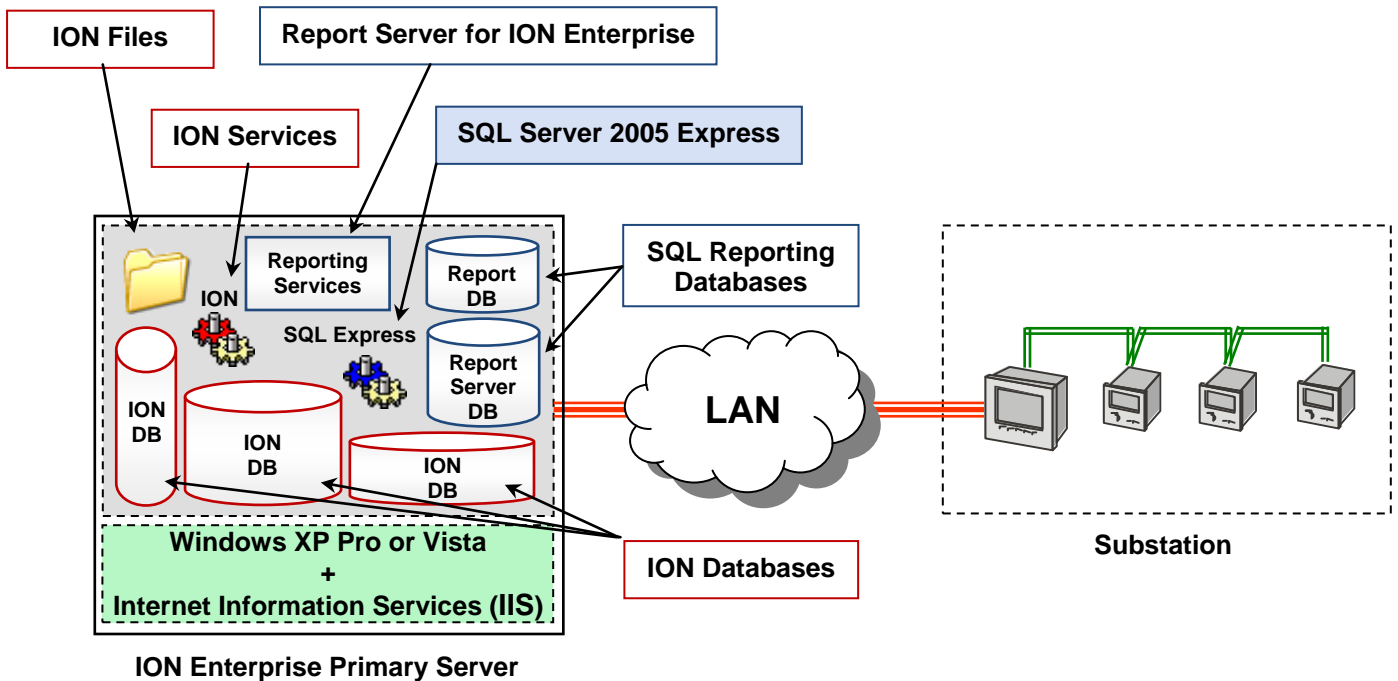 ION Files
Report Server for ION Enterprise
ION Services
SQL Server 2005 Express
Reporting
Services
Report
DB
SQL Reporting
Databases
ION
SQL Express
Report
Server
DB
ION
DB
ION
DB
ION
DB
LAN
Windows XP Pro or Vista
+
Internet Information Services (IIS)
ION Databases
Substation
ION Enterprise Primary Server